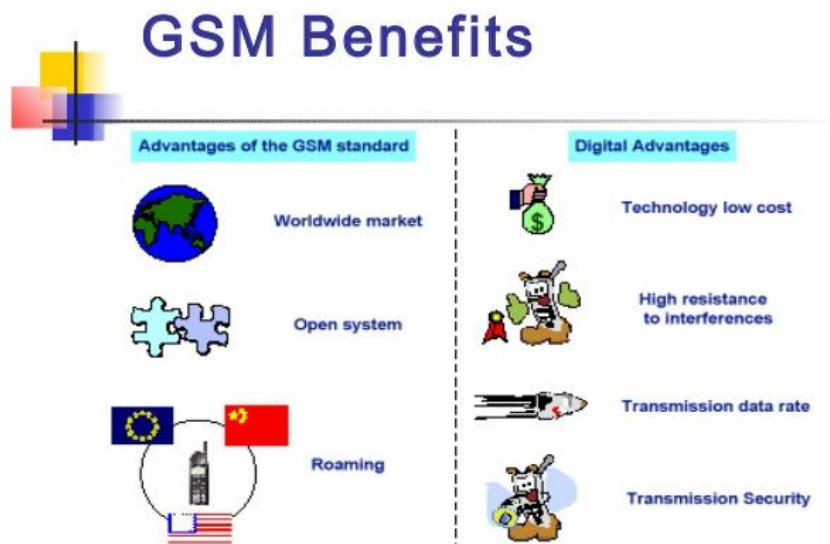 GSM Benefits
Advantages of the GSM standard
Worldwide market
Open system
Roaming
Digital Advantages
$
Technology low cost
High resistance
to interferences
Transmission data rate
Transmission Security